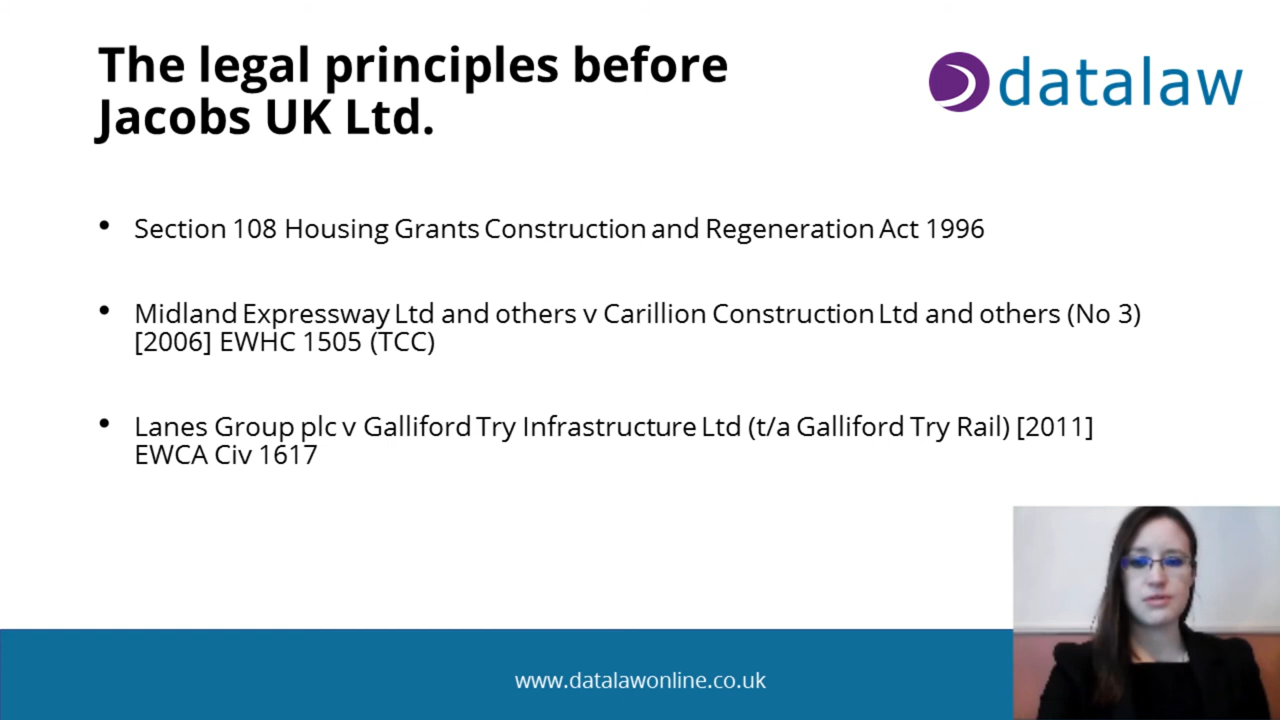 The legal principles before
Jacobs UK Ltd.
datalaw
• Section 108 Housing Grants Construction and Regeneration Act 1996
• Midland Expressway Ltd and others v Carillion Construction Ltd and others (No 3)
[2006] EWHC 1505 (TCC)
• Lanes Group plc v Galliford Try Infrastructure Ltd (t/a Galliford Try Rail) [2011]
EWCA Civ 1617
www.datalawonline.co.uk